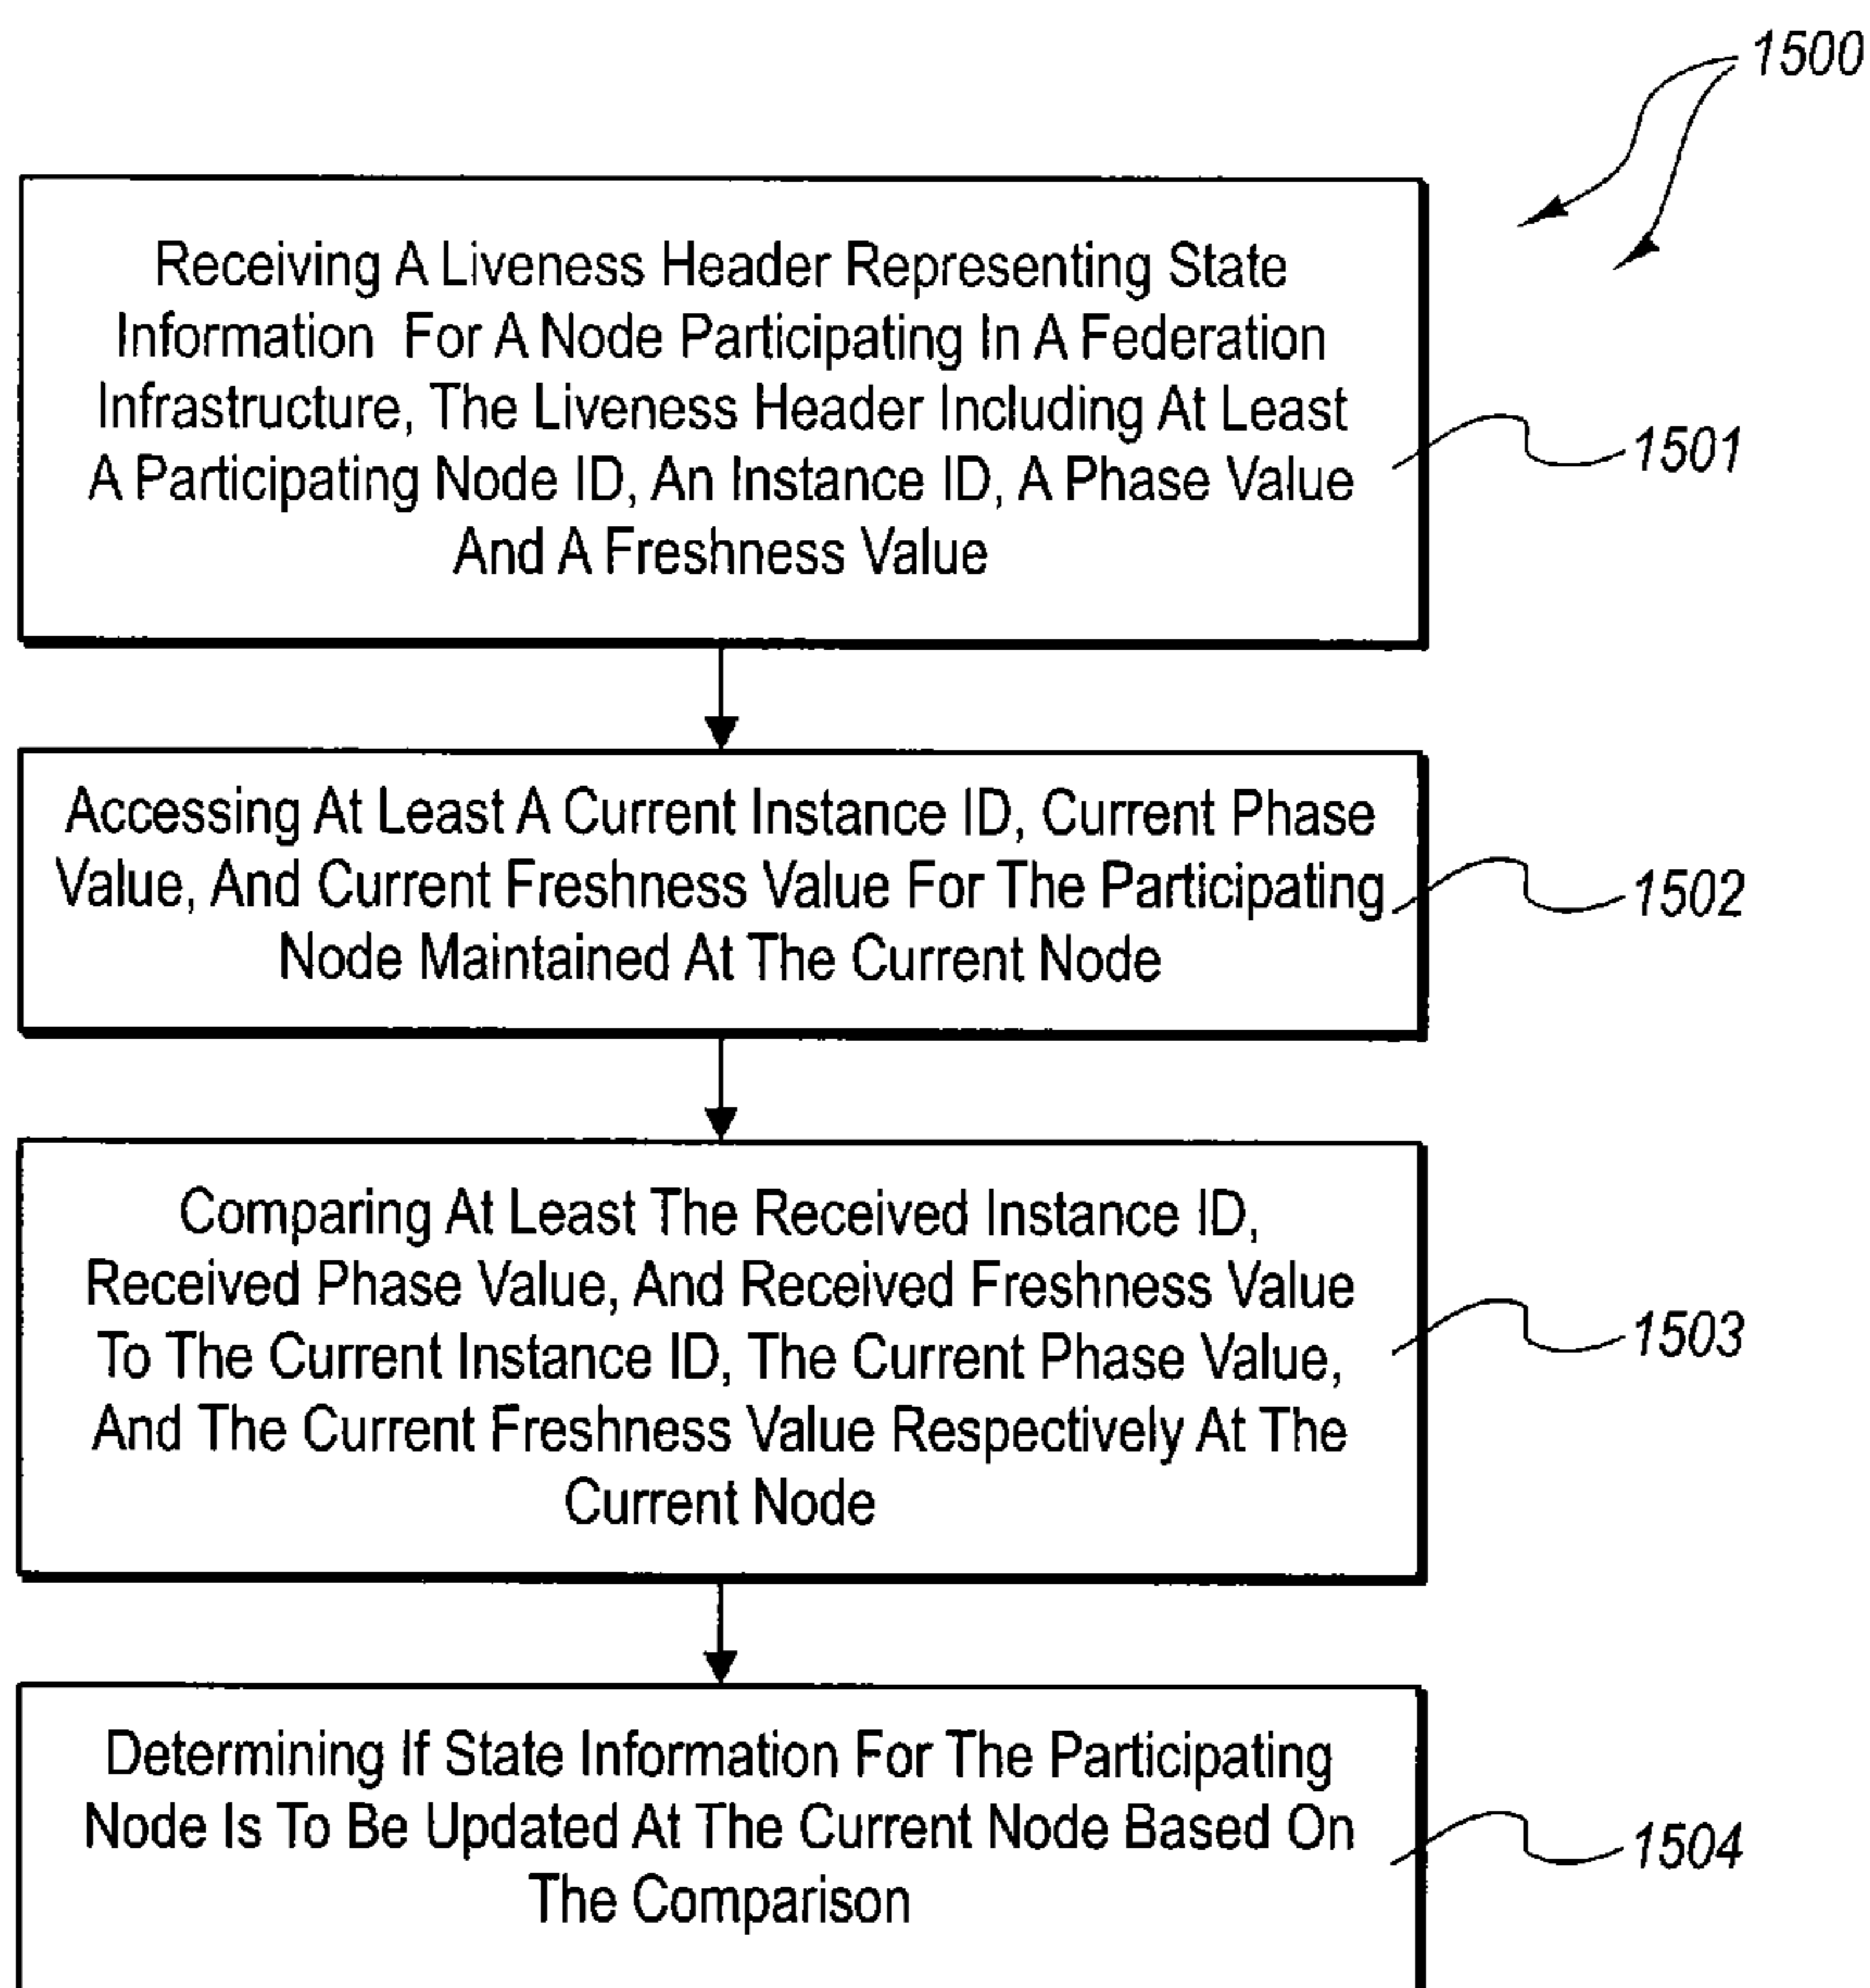 1500
Receiving A Liveness Header Representing State
Information For A Node Participating In A Federation
Infrastructure, The Liveness Header Including At Least
A Participating Node ID, An Instance ID, A Phase Value
And A Freshness Value
1501
Accessing At Least A Current Instance ID, Current Phase
Value, And Current Freshness Value For The Participating
Node Maintained At The Current Node
1502
Comparing At Least The Received Instance ID,
Received Phase Value, And Received Freshness Value
To The Current Instance ID, The Current Phase Value,
And The Current Freshness Value Respectively At The
Current Node
1503
Determining If State Information For The Participating
Node Is To Be Updated At The Current Node Based On
The Comparison
1504